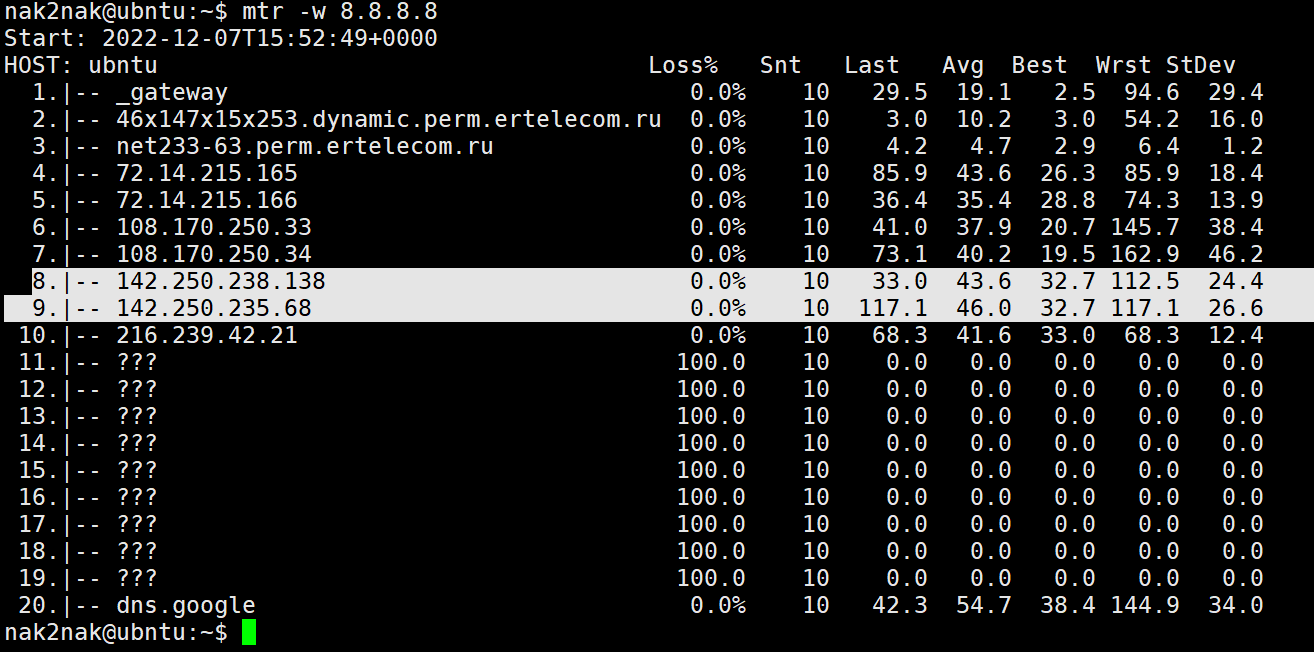 nak2nak@ubntu:~$ mtr -w 8.8.8.8
Start: 2022-12-07T15:52:49+0000
HOST: ubntu                                   Loss%   Snt   Last   Avg  Best  Wrst StDev
  1.|-- _gateway                                 0.0%    10   29.5  19.1   2.5  94.6  29.4
  2.|-- 46x147x15x253.dynamic.perm.ertelecom.ru  0.0%    10    3.0  10.2   3.0  54.2  16.0
  3.|-- net233-63.perm.ertelecom.ru              0.0%    10    4.2   4.7   2.9   6.4   1.2
  4.|-- 72.14.215.165                            0.0%    10   85.9  43.6  26.3  85.9  18.4
  5.|-- 72.14.215.166                            0.0%    10   36.4  35.4  28.8  74.3  13.9
  6.|-- 108.170.250.33                           0.0%    10   41.0  37.9  20.7 145.7  38.4
  7.|-- 108.170.250.34                           0.0%    10   73.1  40.2  19.5 162.9  46.2
  8.|-- 142.250.238.138                          0.0%    10   33.0  43.6  32.7 112.5  24.4
  9.|-- 142.250.235.68                           0.0%    10  117.1  46.0  32.7 117.1  26.6
 10.|-- 216.239.42.21                            0.0%    10   68.3  41.6  33.0  68.3  12.4
 11.|-- ???                                     100.0    10    0.0   0.0   0.0   0.0   0.0
 12.|-- ???                                     100.0    10    0.0   0.0   0.0   0.0   0.0
 13.|-- ???                                     100.0    10    0.0   0.0   0.0   0.0   0.0
 14.|-- ???                                     100.0    10    0.0   0.0   0.0   0.0   0.0
 15.|-- ???                                     100.0    10    0.0   0.0   0.0   0.0   0.0
 16.|-- ???                                     100.0    10    0.0   0.0   0.0   0.0   0.0
 17.|-- ???                                     100.0    10    0.0   0.0   0.0   0.0   0.0
 18.|-- ???                                     100.0    10    0.0   0.0   0.0   0.0   0.0
 19.|-- ???                                     100.0    10    0.0   0.0   0.0   0.0   0.0
 20.|-- dns.google                               0.0%    10   42.3  54.7  38.4 144.9  34.0
nak2nak@ubntu:~$